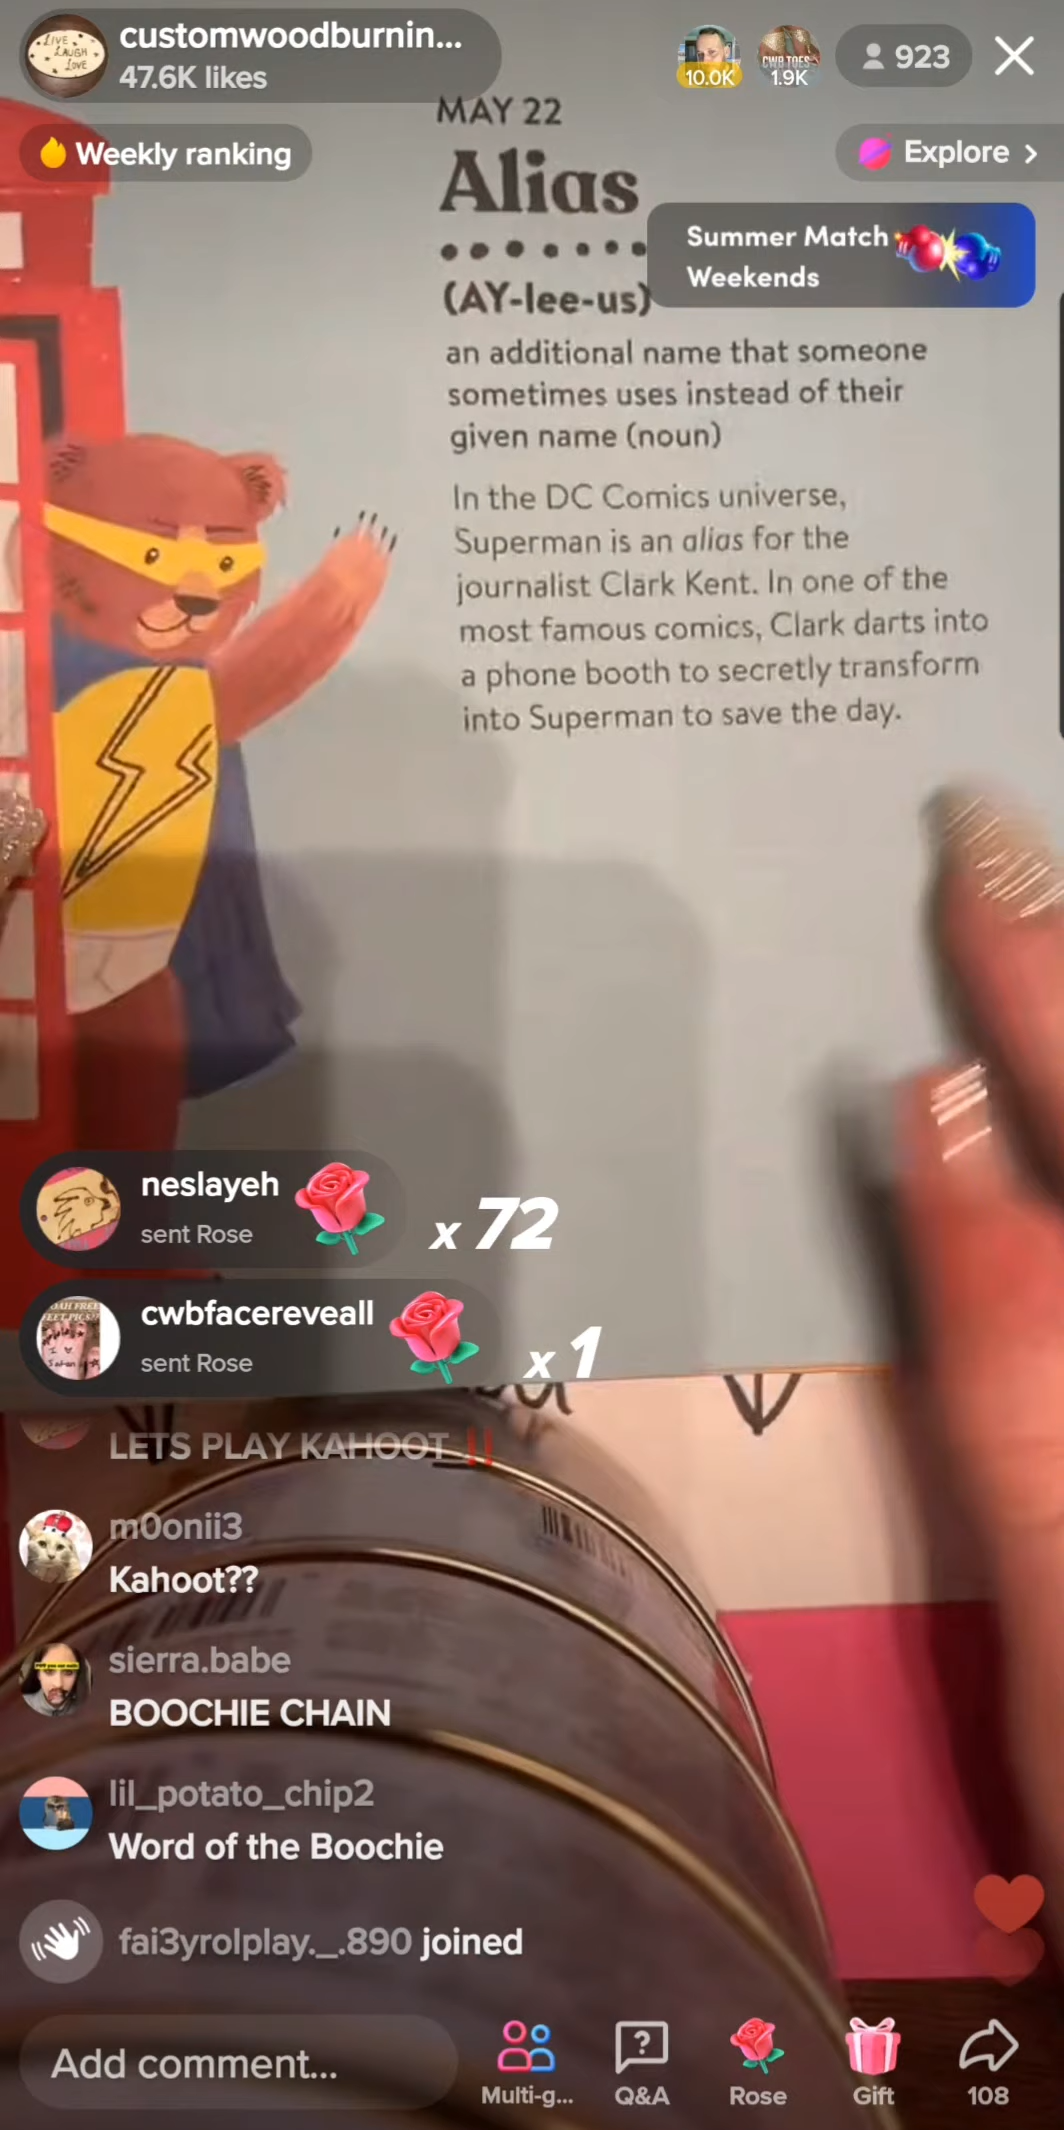 customwoodburnin...
47.6K likes
10.0K
1.9K
923
LIVE
LAUGH
LOVE
Weekly ranking
Explore >
MAY 22
Alias
Summer Match
Weekends
(AY-lee-us)
an additional name that someone
sometimes uses instead of their
given name (noun)
In the DC Comics universe,
Superman is an alias for the
journalist Clark Kent. In one of the
most famous comics, Clark darts into
a phone booth to secretly transform
into Superman to save the day.
neslayeh
sent Rose
x 72
cwbfacereveall
sent Rose
x 1
LETS PLAY KAHOOT‼️
m0onii3
Kahoot??
sierra.babe
BOOCHIE CHAIN
lil_potato_chip2
Word of the Boochie
fai3yrolplay._.890 joined
Add comment...
Multi-g...
Q&A
Rose
Gift
108